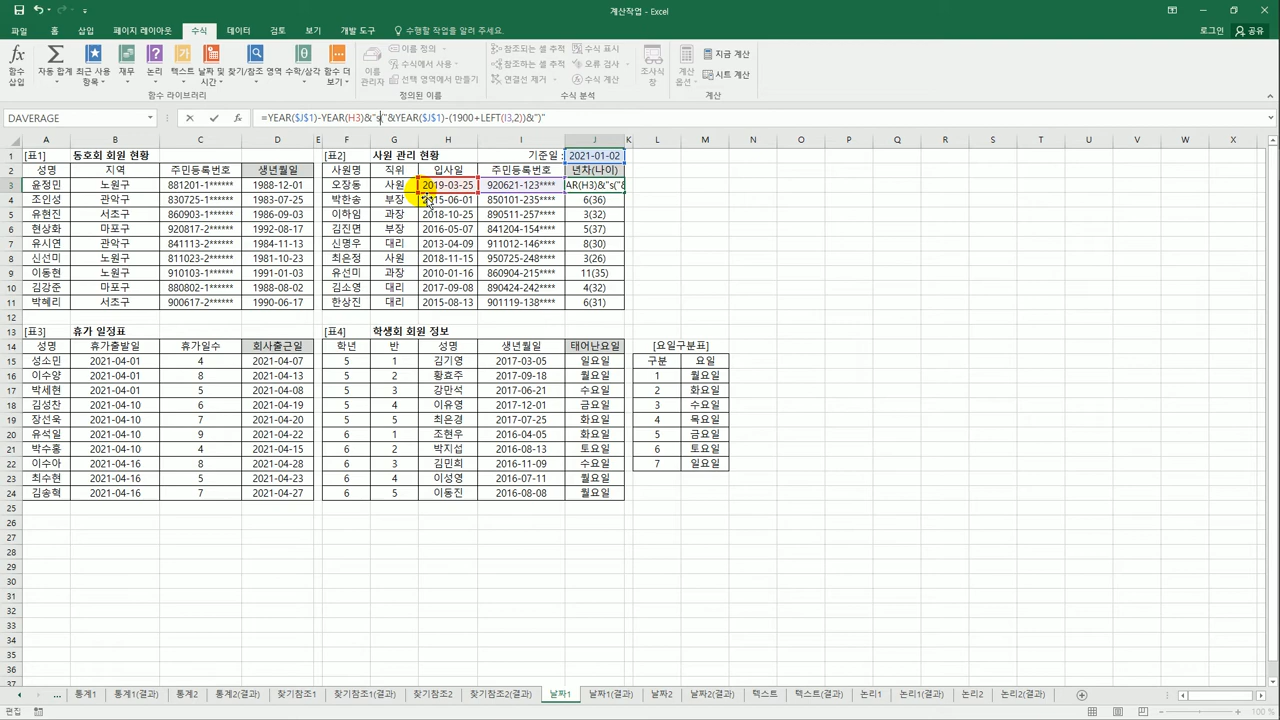 계산작업 - Excel
파일 홈 삽입 페이지 레이아웃 수식 데이터 검토 보기 개발 도구 수행할 작업을 알려 주세요. 로그인 공유
함수 삽입 자동 합계 최근 사용 항목 재무 논리 텍스트 날짜 및 시간 찾기/참조 영역 수학/삼각 함수 더 보기 이름 관리자 이름 정의 수식에서 사용 선택 영역에서 만들기 참조되는 셀 추적 참조하는 셀 추적 연결선 제거 수식 표시 오류 검사 수식 계산 조사식 창 계산 옵션 지금 계산 시트 계산
함수 라이브러리 정의된 이름 수식 분석 계산
DAVERAGE =YEAR($J$1)-YEAR(H3)&"s("&YEAR($J$1)-(1900+LEFT(I3,2))&")"
A B C D E F G H I J K L M N O P Q R S T U V W X
1 [표1] 동호회 회원 현황 [표2] 사원 관리 현황 기준일 : 2021-01-02
2 성명 지역 주민등록번호 생년월일 사원명 직위 입사일 주민등록번호 년차(나이)
3 윤정민 노원구 881201-1****** 1988-12-01 오장동 사원 2019-03-25 920621-123**** AR(H3)&"s("&
4 조인성 관악구 830725-1****** 1983-07-25 박한송 부장 2015-06-01 850101-235**** 6(36)
5 유현진 서조구 860903-1****** 1986-09-03 이하임 과장 2018-10-25 890511-257**** 3(32)
6 현상화 마포구 920817-2****** 1992-08-17 김진면 부장 2016-05-07 841204-154**** 5(37)
7 유시연 관악구 841113-2****** 1984-11-13 신명우 대리 2013-04-09 911012-146**** 8(30)
8 신선미 마포구 811023-2****** 1981-10-23 최은정 사원 2018-11-15 950725-248**** 3(26)
9 이동현 노원구 910103-1****** 1991-01-03 유선미 과장 2010-01-16 860904-215**** 11(35)
10 김강준 마포구 880802-1****** 1988-08-02 김소영 대리 2017-09-08 890424-242**** 4(32)
11 박혜리 서조구 900617-2****** 1990-06-17 한상진 대리 2015-08-13 901119-138**** 6(31)
12
13 [표3] 휴가 일정표 [표4] 학생회 회원 정보
14 성명 휴가출발일 휴가일수 회사출근일 학년 반 성명 생년월일 태어난요일 [요일구분표]
15 성소민 2021-04-01 4 2021-04-07 5 1 김기영 2017-03-05 일요일 구분 요일
16 이수양 2021-04-01 8 2021-04-13 5 2 황효주 2017-09-18 월요일 1 월요일
17 박세현 2021-04-01 5 2021-04-08 5 3 강만석 2017-06-21 수요일 2 화요일
18 김성찬 2021-04-10 6 2021-04-19 5 4 이유영 2017-12-01 금요일 3 수요일
19 장선욱 2021-04-10 7 2021-04-20 5 5 최은경 2017-07-25 화요일 4 목요일
20 유석일 2021-04-10 9 2021-04-22 6 1 조현우 2016-04-05 화요일 5 금요일
21 박수홍 2021-04-10 4 2021-04-15 6 2 박지섭 2016-08-13 토요일 6 토요일
22 이수아 2021-04-16 8 2021-04-28 6 3 김민희 2016-11-09 수요일 7 일요일
23 최수현 2021-04-16 5 2021-04-23 6 4 이성영 2016-07-11 월요일
24 김송혁 2021-04-16 7 2021-04-27 6 5 이동진 2016-08-08 월요일
25
26
27
28
29
30
31
32
33
34
35
36
37
... 통계1 통계1(결과) 통계2 통계2(결과) 찾기참조1 찾기참조1(결과) 찾기참조2 찾기참조2(결과) 날짜1 날짜1(결과) 날짜2 날짜2(결과) 텍스트 텍스트(결과) 논리1 논리1(결과) 논리2 논리2(결과)
편집 100 %